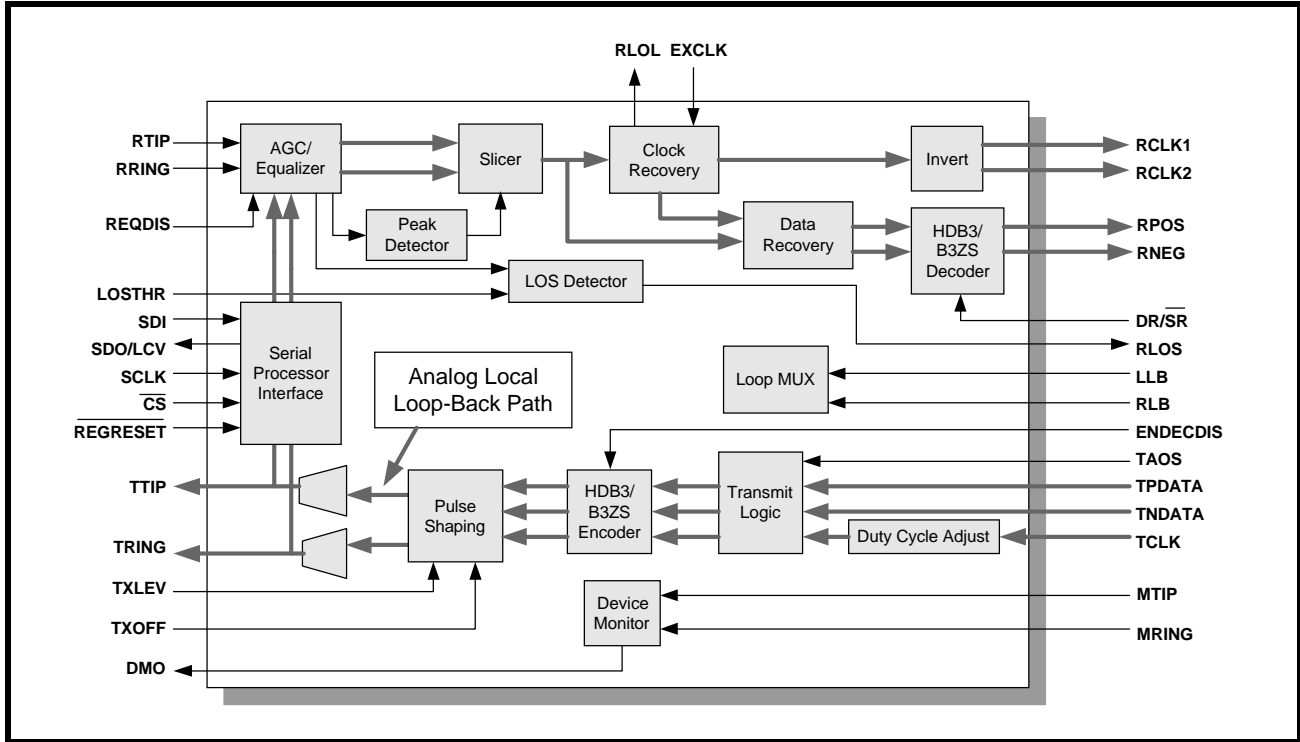 RLOL EXCLK
RTIP
RRING
REQDIS
LOSTHR
SDI
SDO/LCV
SCLK
CS
REGRESET
TTIP
TRING
TXLEV
TXOFF
DMO
AGC/
Equalizer
Slicer
Peak
Detector
Clock
Recovery
Invert
Data
Recovery
HDB3/
B3ZS
Decoder
LOS Detector
Serial
Processor
Interface
Analog Local
Loop-Back Path
Loop MUX
Pulse
Shaping
HDB3/
B3ZS
Encoder
Transmit
Logic
Duty Cycle Adjust
Device
Monitor
RCLK1
RCLK2
RPOS
RNEG
DR/SR
RLOS
LLB
RLB
ENDECDIS
TAOS
TPDATA
TNDATA
TCLK
MTIP
MRING